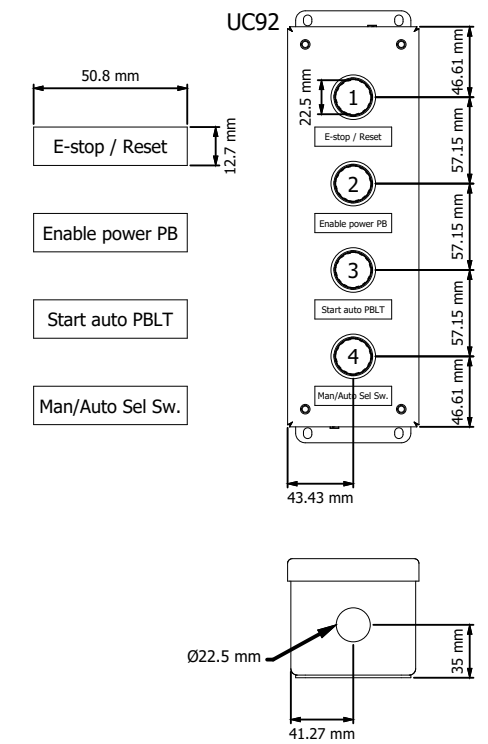 UC92
46.61 mm
50.8 mm
22.5 mm
1
E-stop / Reset
12.7 mm
E-stop / Reset
57.15 mm
2
Enable power PB
Enable power PB
57.15 mm
3
Start auto PBLT
Start auto PBLT
57.15 mm
4
Man/Auto Sel Sw.
Man/Auto Sel Sw.
46.61 mm
43.43 mm
Ø22.5 mm
35 mm
41.27 mm